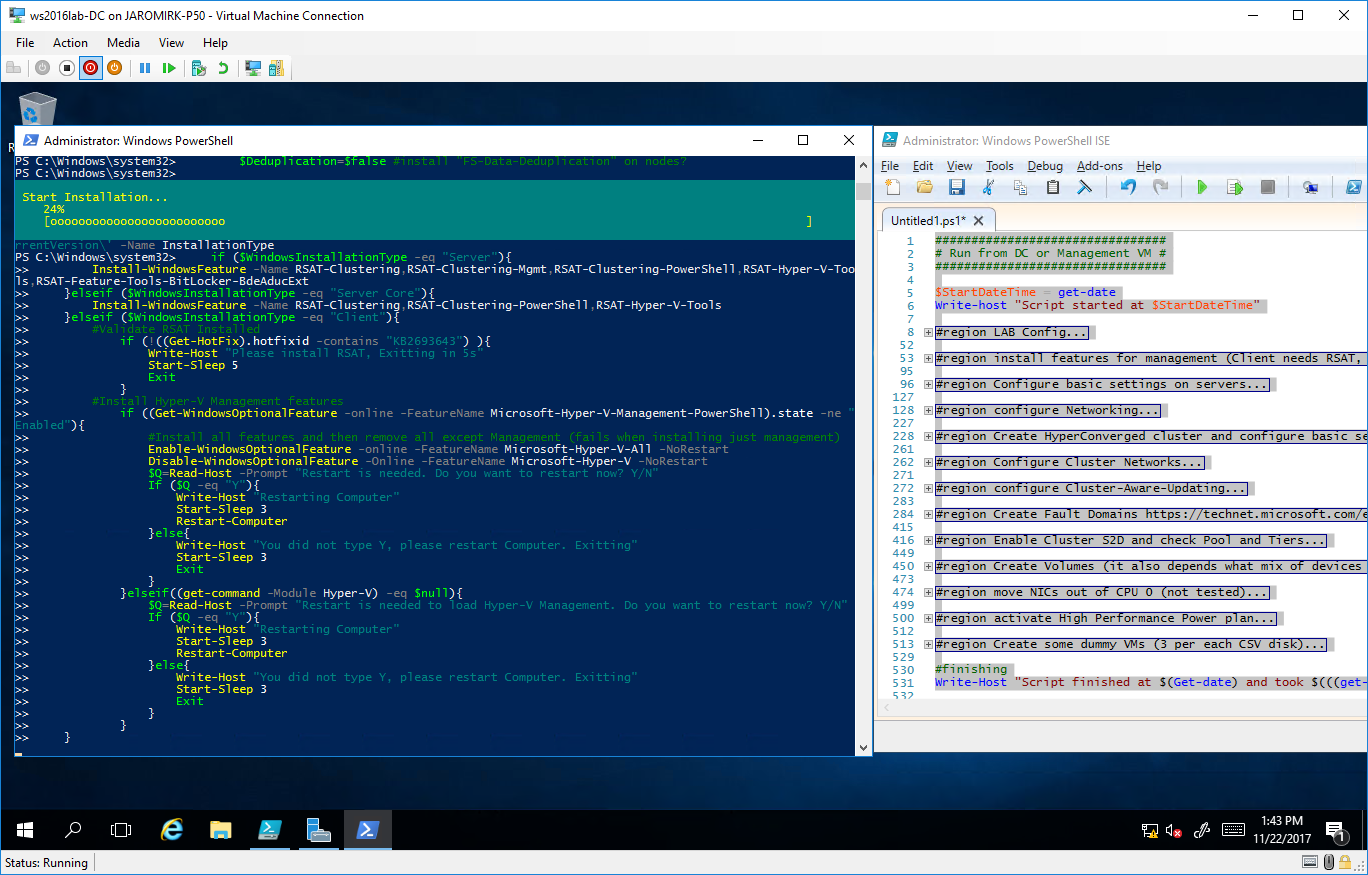 ws2016lab-DC on JAROMIRK-P50 - Virtual Machine Connection
File Action Media View Help
Administrator: Windows PowerShell
PS C:\Windows\system32> $Deduplication=$false #install "FS-Data-Deduplication" on nodes?
PS C:\Windows\system32>
Start Installation...
24%
[ooooooooooooooooooooooooo ]
rrentVersion\' -Name InstallationType
PS C:\Windows\system32> if ($WindowsInstallationType -eq "Server"){
>> Install-WindowsFeature -Name RSAT-Clustering,RSAT-Clustering-Mgmt,RSAT-Clustering-PowerShell,RSAT-Hyper-V-Too
ls,RSAT-Feature-Tools-BitLocker-BdeAducExt
>> }elseif ($WindowsInstallationType -eq "Server Core"){
>> Install-WindowsFeature -Name RSAT-Clustering,RSAT-Clustering-PowerShell,RSAT-Hyper-V-Tools
>> }elseif ($WindowsInstallationType -eq "Client"){
>> #Validate RSAT Installed
>> if (!((Get-HotFix).hotfixid -contains "KB2693643") ){
>> Write-Host "Please install RSAT, Exitting in 5s"
>> Start-Sleep 5
>> Exit
>> }
>> #Install Hyper-V Management features
>> if ((Get-WindowsOptionalFeature -online -FeatureName Microsoft-Hyper-V-Management-PowerShell).state -ne "
Enabled"){
>> #Install all features and then remove all except Management (fails when installing just management)
>> Enable-WindowsOptionalFeature -online -FeatureName Microsoft-Hyper-V-All -NoRestart
>> Disable-WindowsOptionalFeature -Online -FeatureName Microsoft-Hyper-V -NoRestart
>> $Q=Read-Host -Prompt "Restart is needed. Do you want to restart now? Y/N"
>> If ($Q -eq "Y"){
>> Write-Host "Restarting Computer"
>> Start-Sleep 3
>> Restart-Computer
>> }else{
>> Write-Host "You did not type Y, please restart Computer. Exitting"
>> Start-Sleep 3
>> Exit
>> }
>> }elseif((get-command -Module Hyper-V) -eq $null){
>> $Q=Read-Host -Prompt "Restart is needed to load Hyper-V Management. Do you want to restart now? Y/N"
>> If ($Q -eq "Y"){
>> Write-Host "Restarting Computer"
>> Start-Sleep 3
>> Restart-Computer
>> }else{
>> Write-Host "You did not type Y, please restart Computer. Exitting"
>> Start-Sleep 3
>> Exit
>> }
>> }
>> }
Administrator: Windows PowerShell ISE
File Edit View Tools Debug Add-ons Help
Untitled1.ps1*
1 ################################
2 # Run from DC or Management VM #
3 ################################
4
5 $StartDateTime = get-date
6 Write-host "Script started at $StartDateTime"
7
8 #region LAB Config...
52
53 #region install features for management (Client needs RSAT,
95
96 #region Configure basic settings on servers...
127
128 #region configure Networking...
227
228 #region Create HyperConverged cluster and configure basic se
261
262 #region Configure Cluster Networks...
271
272 #region configure Cluster-Aware-Updating...
283
284 #region Create Fault Domains https://technet.microsoft.com/e
415
416 #region Enable Cluster S2D and check Pool and Tiers...
449
450 #region Create Volumes (it also depends what mix of devices
473
474 #region move NICs out of CPU 0 (not tested)...
499
500 #region activate High Performance Power plan...
512
513 #region Create some dummy VMs (3 per each CSV disk)...
529
530 #finishing
531 Write-Host "Script finished at $(Get-date) and took $(((get-
532
1:43 PM
11/22/2017
1
Status: Running